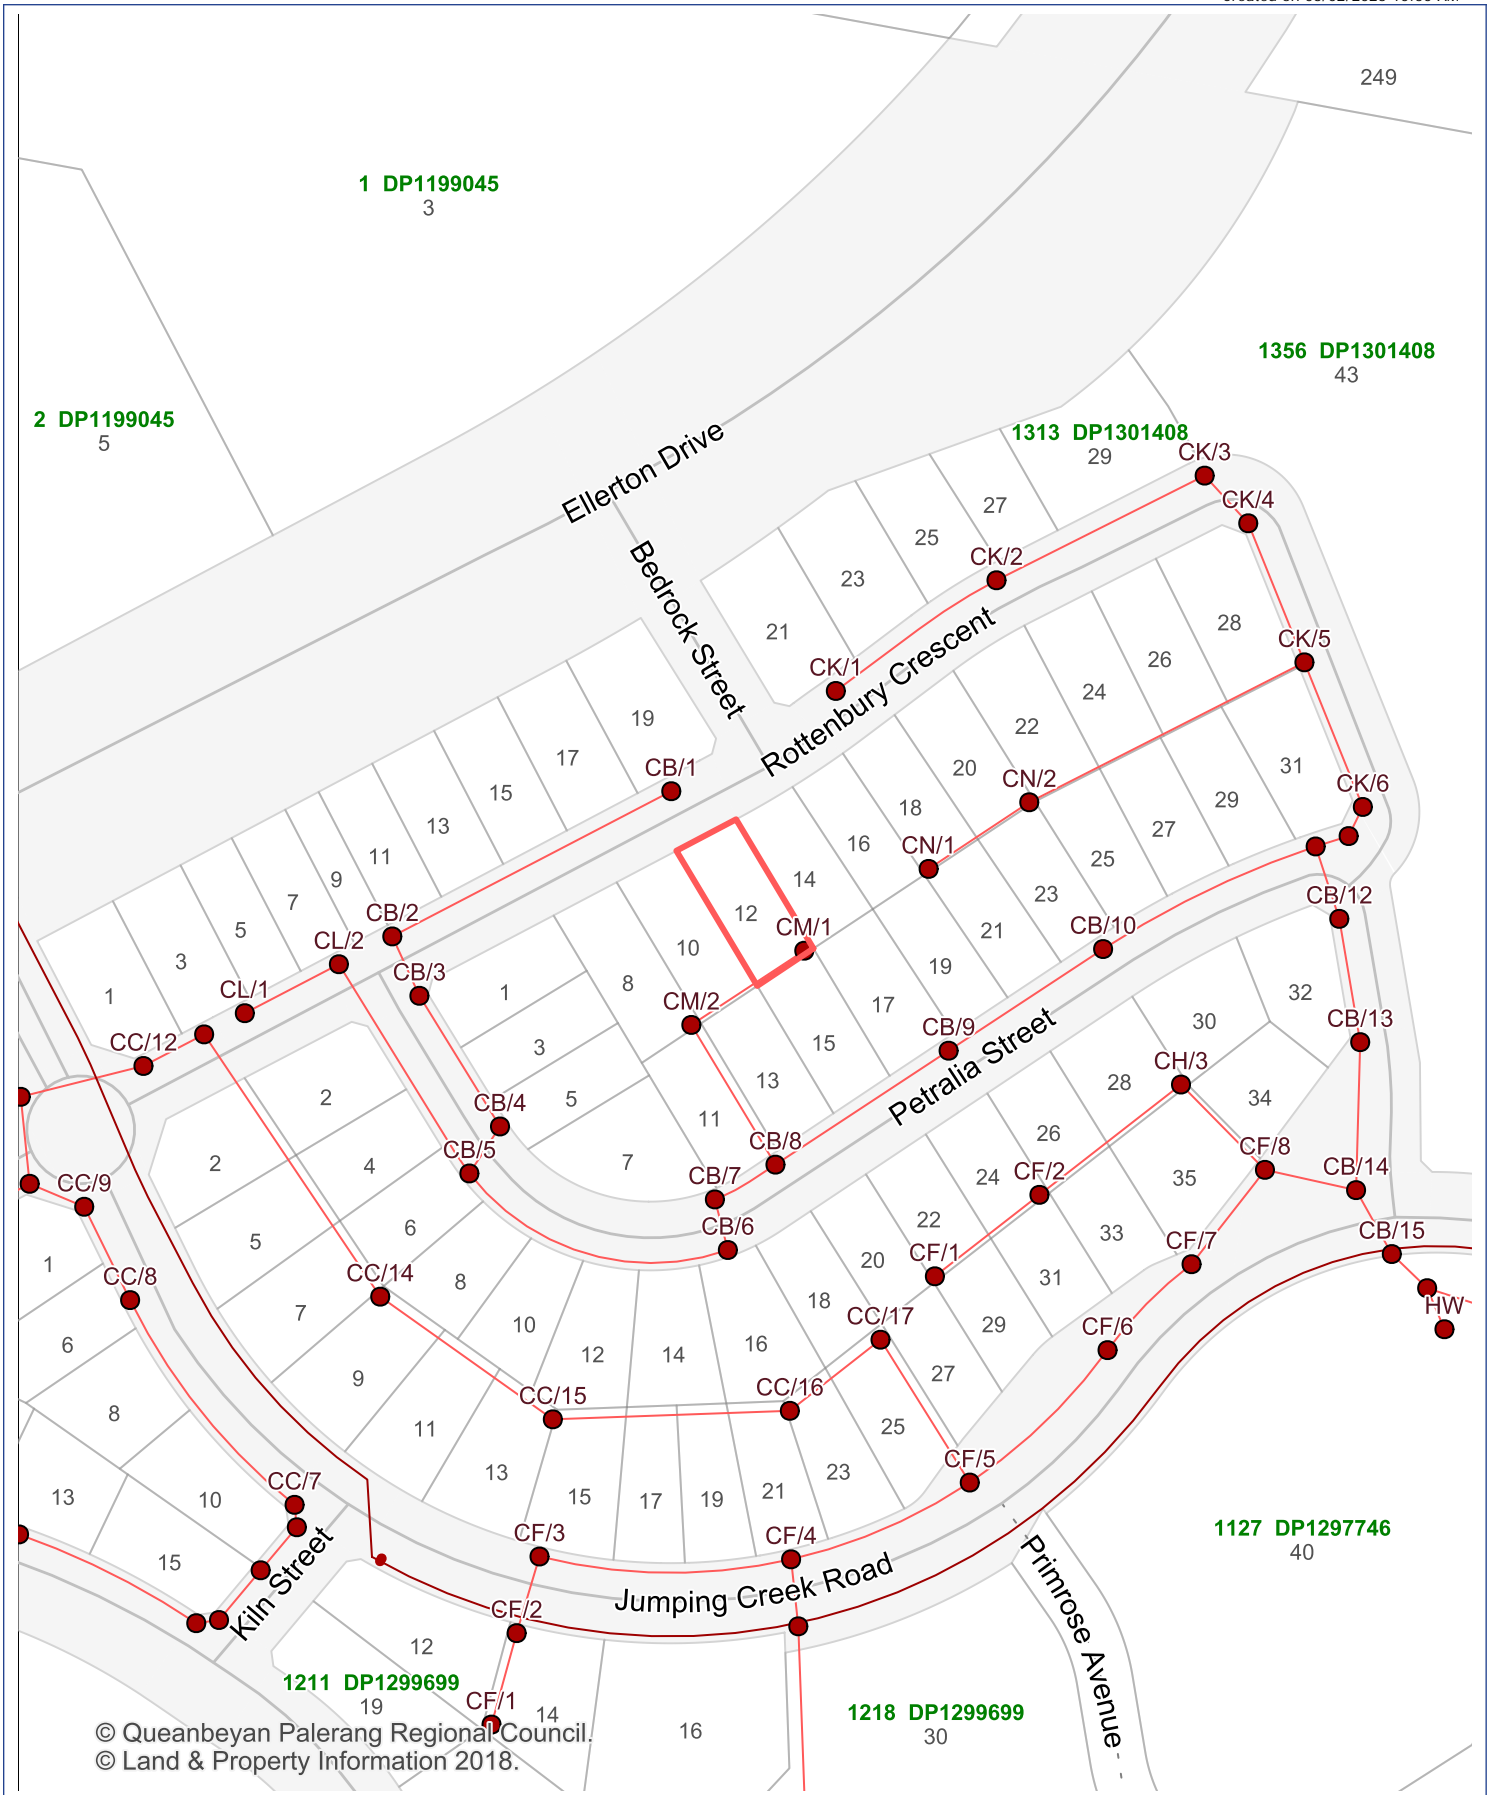 249
1 DP1199045
3
1356 DP1301408
43
2 DP1199045
5
1313 DP1301408
29
Ellerton Drive
CK/3
CK/4
27
25
CK/2
23
Bedrock Street
21
28
CK/5
CK/1
26
Rottenbury Crescent
24
19
22
17
CB/1
20
31
CN/2
CK/6
15
18
29
13
16
27
CN/1
11
25
9
14
23
7
12
CB/12
5
CB/2
CM/1
CB/10
21
CL/2
10
3
19
CB/3
8
1
1
32
CL/1
CM/2
17
30
CB/13
CC/12
CB/9
15
3
Petralia Street
CH/3
13
28
2
5
34
CB/4
11
26
CB/8
CF/8
CB/5
7
2
4
24
CF/2
35
CB/14
CC/9
CB/7
6
22
33
CB/6
CB/15
5
20
CF/1
CF/7
1
CC/8
CC/14
8
31
7
18
HW
10
CC/17
29
CF/6
6
12
14
16
27
9
CC/16
CC/15
8
11
25
13
CF/5
23
CC/7
21
13
10
15
17
19
CF/3
CF/4
1127 DP1297746
40
15
Kiln Street
Jumping Creek Road
Primrose Avenue
CF/2
12
1211 DP1299699
19
CF/1
14
16
1218 DP1299699
30
© Queanbeyan Palerang Regional Council.
© Land & Property Information 2018.